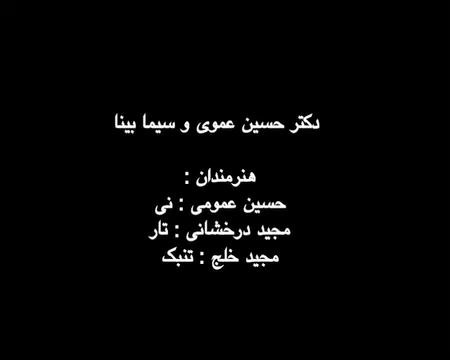 دکتر حسین عموی و سیما بینا
هنرمندان :
حسین عمومی : نی
مجید درخشانی : تار
مجید خلج : تنبک